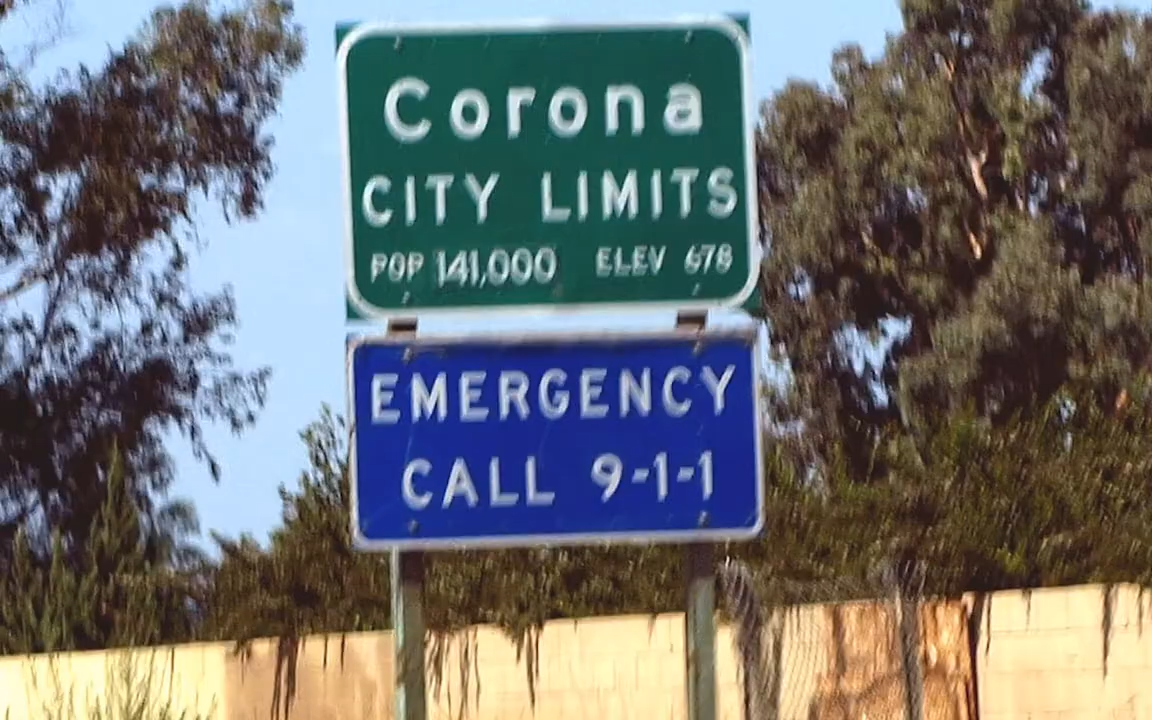 Corona
CITY LIMITS
POP 141,000 ELEV 678
EMERGENCY
CALL 9-1-1